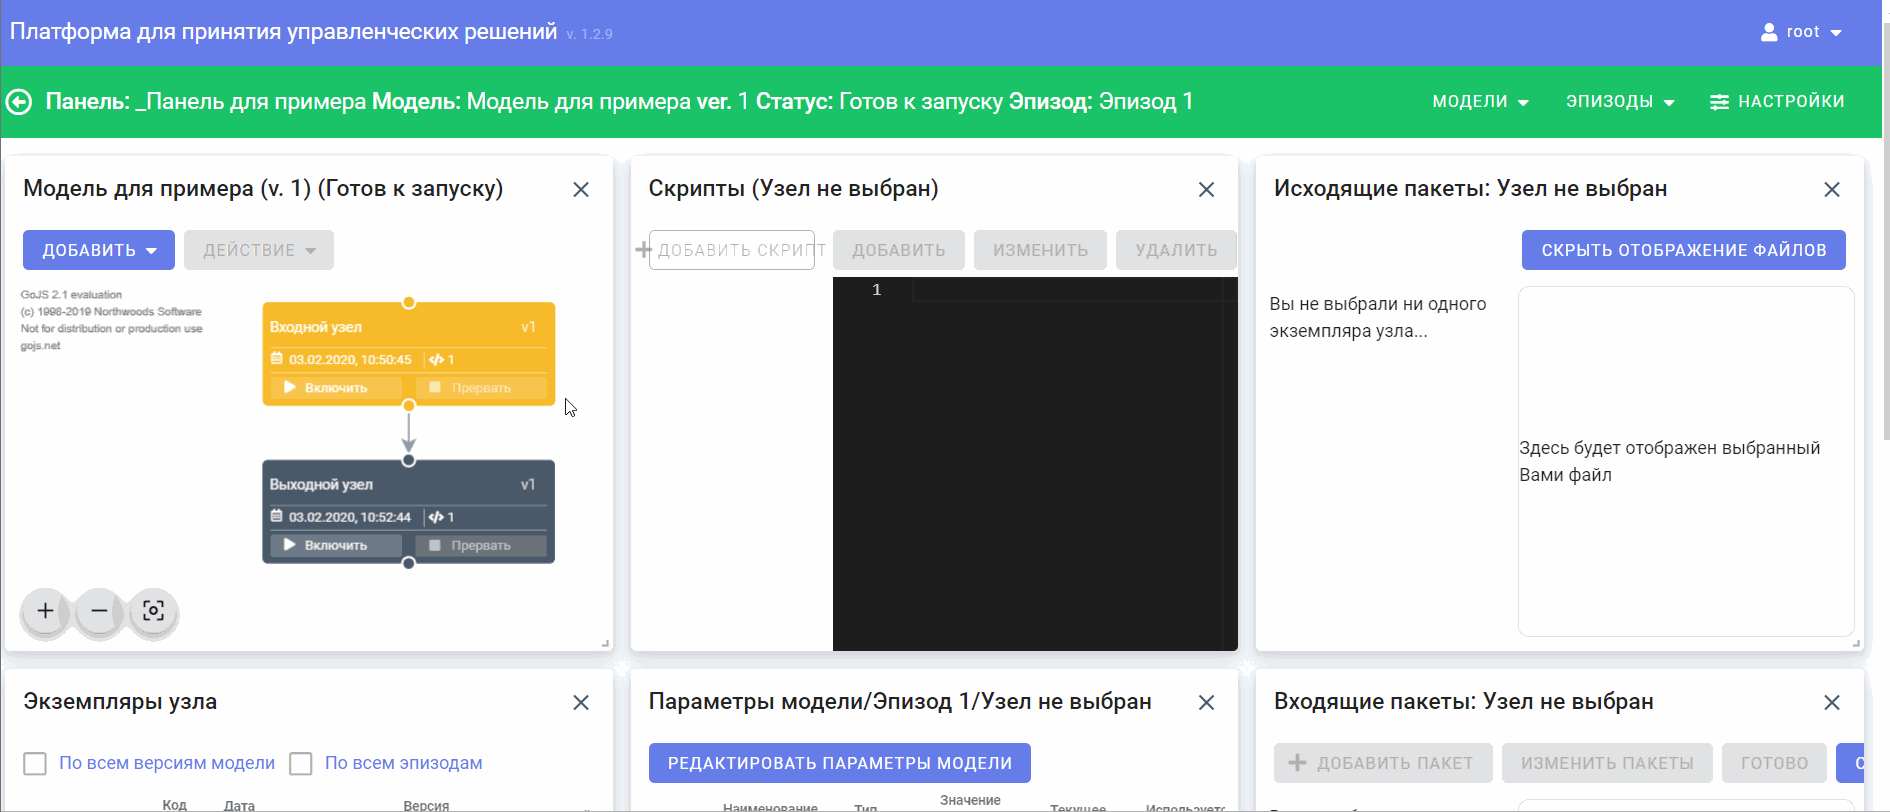 Платформа для принятия управленческих решений v. 1.2.9
root
Панель: _Панель для примера Модель: Модель для примера ver. 1 Статус: Готов к запуску Эпизод: Эпизод 1
МОДЕЛИ
ЭПИЗОДЫ
НАСТРОЙКИ
Модель для примера (v. 1) (Готов к запуску)
ДОБАВИТЬ
ДЕЙСТВИЕ
GoJS 2.1 evaluation
(c) 1998-2019 Northwoods Software
Not for distribution or production use
gojs.net
Входной узел v1
03.02.2020, 10:50:45 1
Включить
Прервать
Выходной узел v1
03.02.2020, 10:52:44 1
Включить
Прервать
Скрипты (Узел не выбран)
ДОБАВИТЬ СКРИПТ
ДОБАВИТЬ
ИЗМЕНИТЬ
УДАЛИТЬ
1
Исходящие пакеты: Узел не выбран
СКРЫТЬ ОТОБРАЖЕНИЕ ФАЙЛОВ
Вы не выбрали ни одного
экземпляра узла...
Здесь будет отображен выбранный
Вами файл
Экземпляры узла
По всем версиям модели
По всем эпизодам
Код
Дата
Версия
Параметры модели/Эпизод 1/Узел не выбран
РЕДАКТИРОВАТЬ ПАРАМЕТРЫ МОДЕЛИ
Наименование
Тип
Значение
Текущее
Входящие пакеты: Узел не выбран
ДОБАВИТЬ ПАКЕТ
ИЗМЕНИТЬ ПАКЕТЫ
ГОТОВО